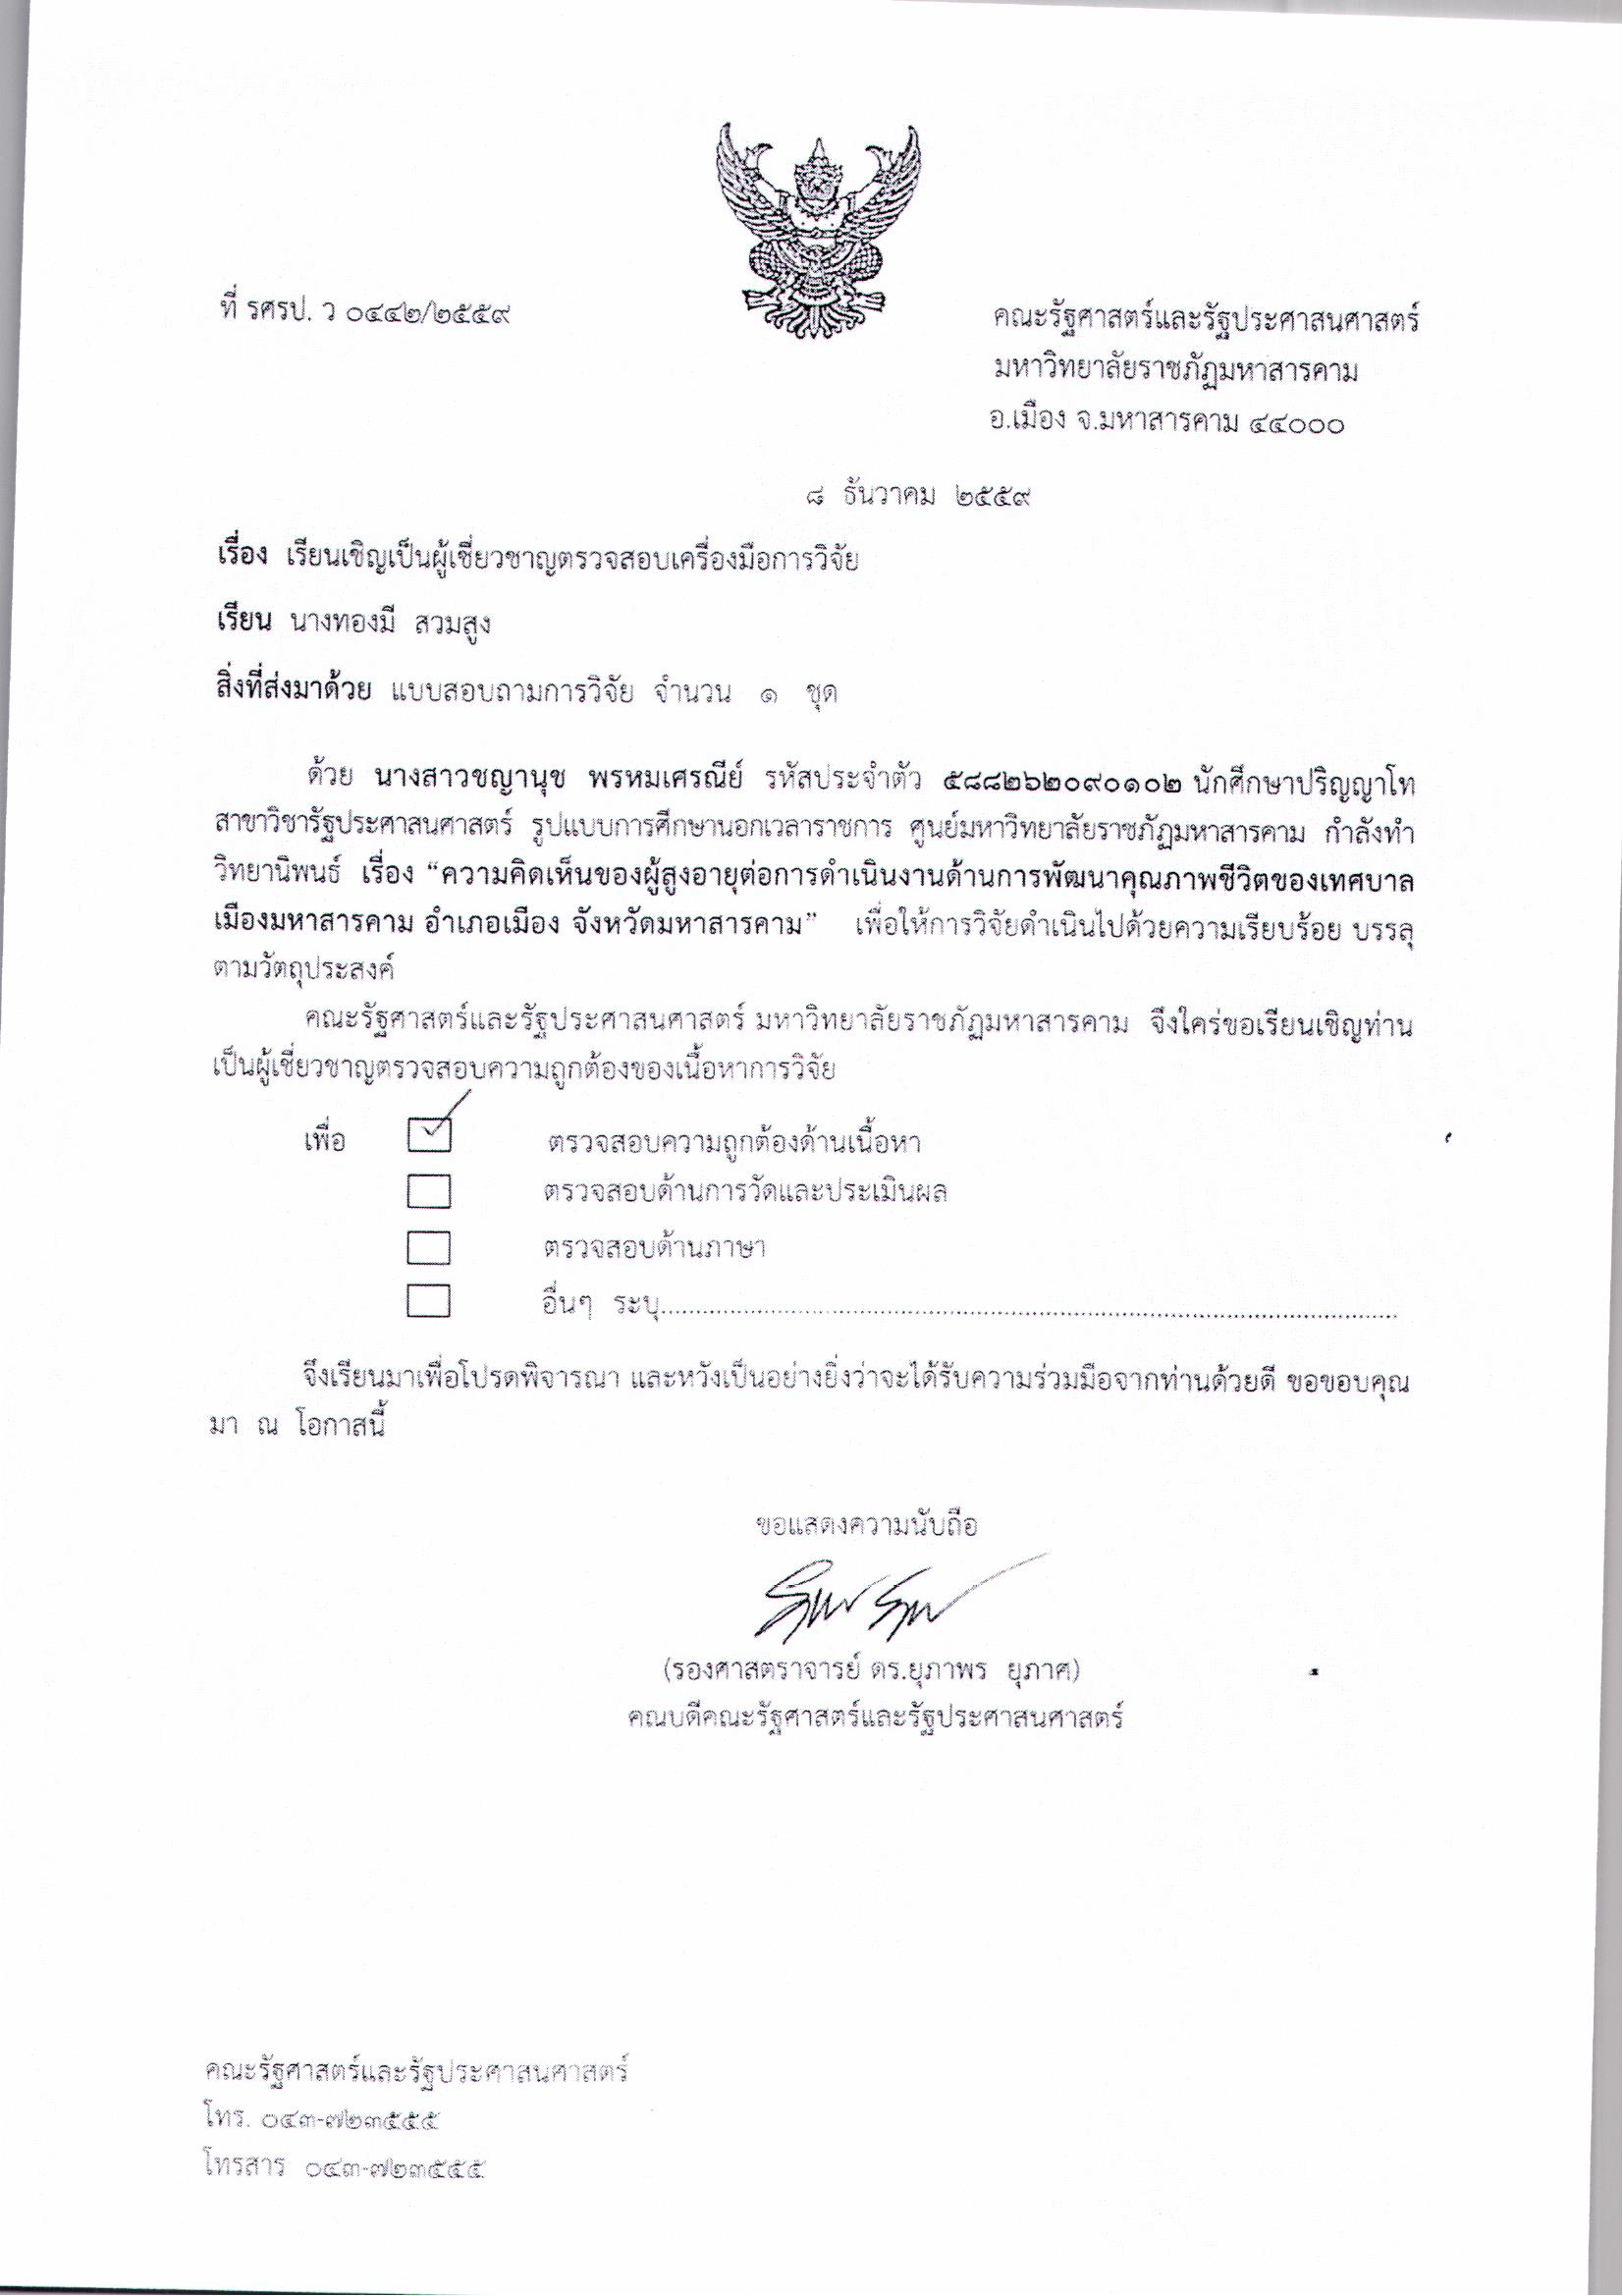 ที่ รศรป. ว ๐๔๔๒/๒๕๕๙
คณะรัฐศาสตร์และรัฐประศาสนศาสตร์
มหาวิทยาลัยราชภัฏมหาสารคาม
อ.เมือง จ.มหาสารคาม ๔๔๐๐๐
๘ ธันวาคม ๒๕๕๙
เรื่อง เรียนเชิญเป็นผู้เชี่ยวชาญตรวจสอบเครื่องมือการวิจัย
เรียน นางทองมี สวมสูง
สิ่งที่ส่งมาด้วย แบบสอบถามการวิจัย จำนวน ๑ ชุด
ด้วย นางสาวชญานุช พรหมเศรณีย์ รหัสประจำตัว ๕๘๘๒๖๒๐๙๐๑๐๒ นักศึกษาปริญญาโท
สาขาวิชารัฐประศาสนศาสตร์ รูปแบบการศึกษานอกเวลาราชการ ศูนย์มหาวิทยาลัยราชภัฏมหาสารคาม กำลังทำ
วิทยานิพนธ์ เรื่อง “ความคิดเห็นของผู้สูงอายุต่อการดำเนินงานด้านการพัฒนาคุณภาพชีวิตของเทศบาล
เมืองมหาสารคาม อำเภอเมือง จังหวัดมหาสารคาม” เพื่อให้การวิจัยดำเนินไปด้วยความเรียบร้อย บรรลุ
ตามวัตถุประสงค์
คณะรัฐศาสตร์และรัฐประศาสนศาสตร์ มหาวิทยาลัยราชภัฏมหาสารคาม จึงใคร่ขอเรียนเชิญท่าน
เป็นผู้เชี่ยวชาญตรวจสอบความถูกต้องของเนื้อหาการวิจัย
เพื่อ ตรวจสอบความถูกต้องด้านเนื้อหา
ตรวจสอบด้านการวัดและประเมินผล
ตรวจสอบด้านภาษา
อื่นๆ ระบุ..........................................................................................
จึงเรียนมาเพื่อโปรดพิจารณา และหวังเป็นอย่างยิ่งว่าจะได้รับความร่วมมือจากท่านด้วยดี ขอขอบคุณ
มา ณ โอกาสนี้
ขอแสดงความนับถือ
(รองศาสตราจารย์ ดร.ยุภาพร ยุภาศ)
คณบดีคณะรัฐศาสตร์และรัฐประศาสนศาสตร์
คณะรัฐศาสตร์และรัฐประศาสนศาสตร์
โทร. ๐๔๓-๗๒๓๕๕๕
โทรสาร ๐๔๓-๗๒๓๕๕๕